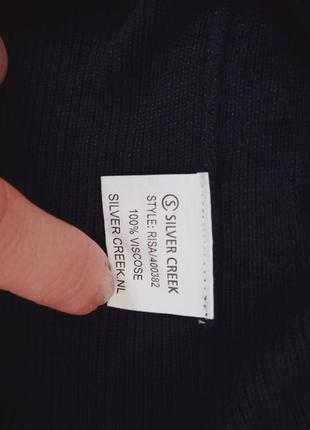 Ⓢ SILVER CREEK
STYLE: RISA/400382
100% VISCOSE
SILVER CREEK.NL